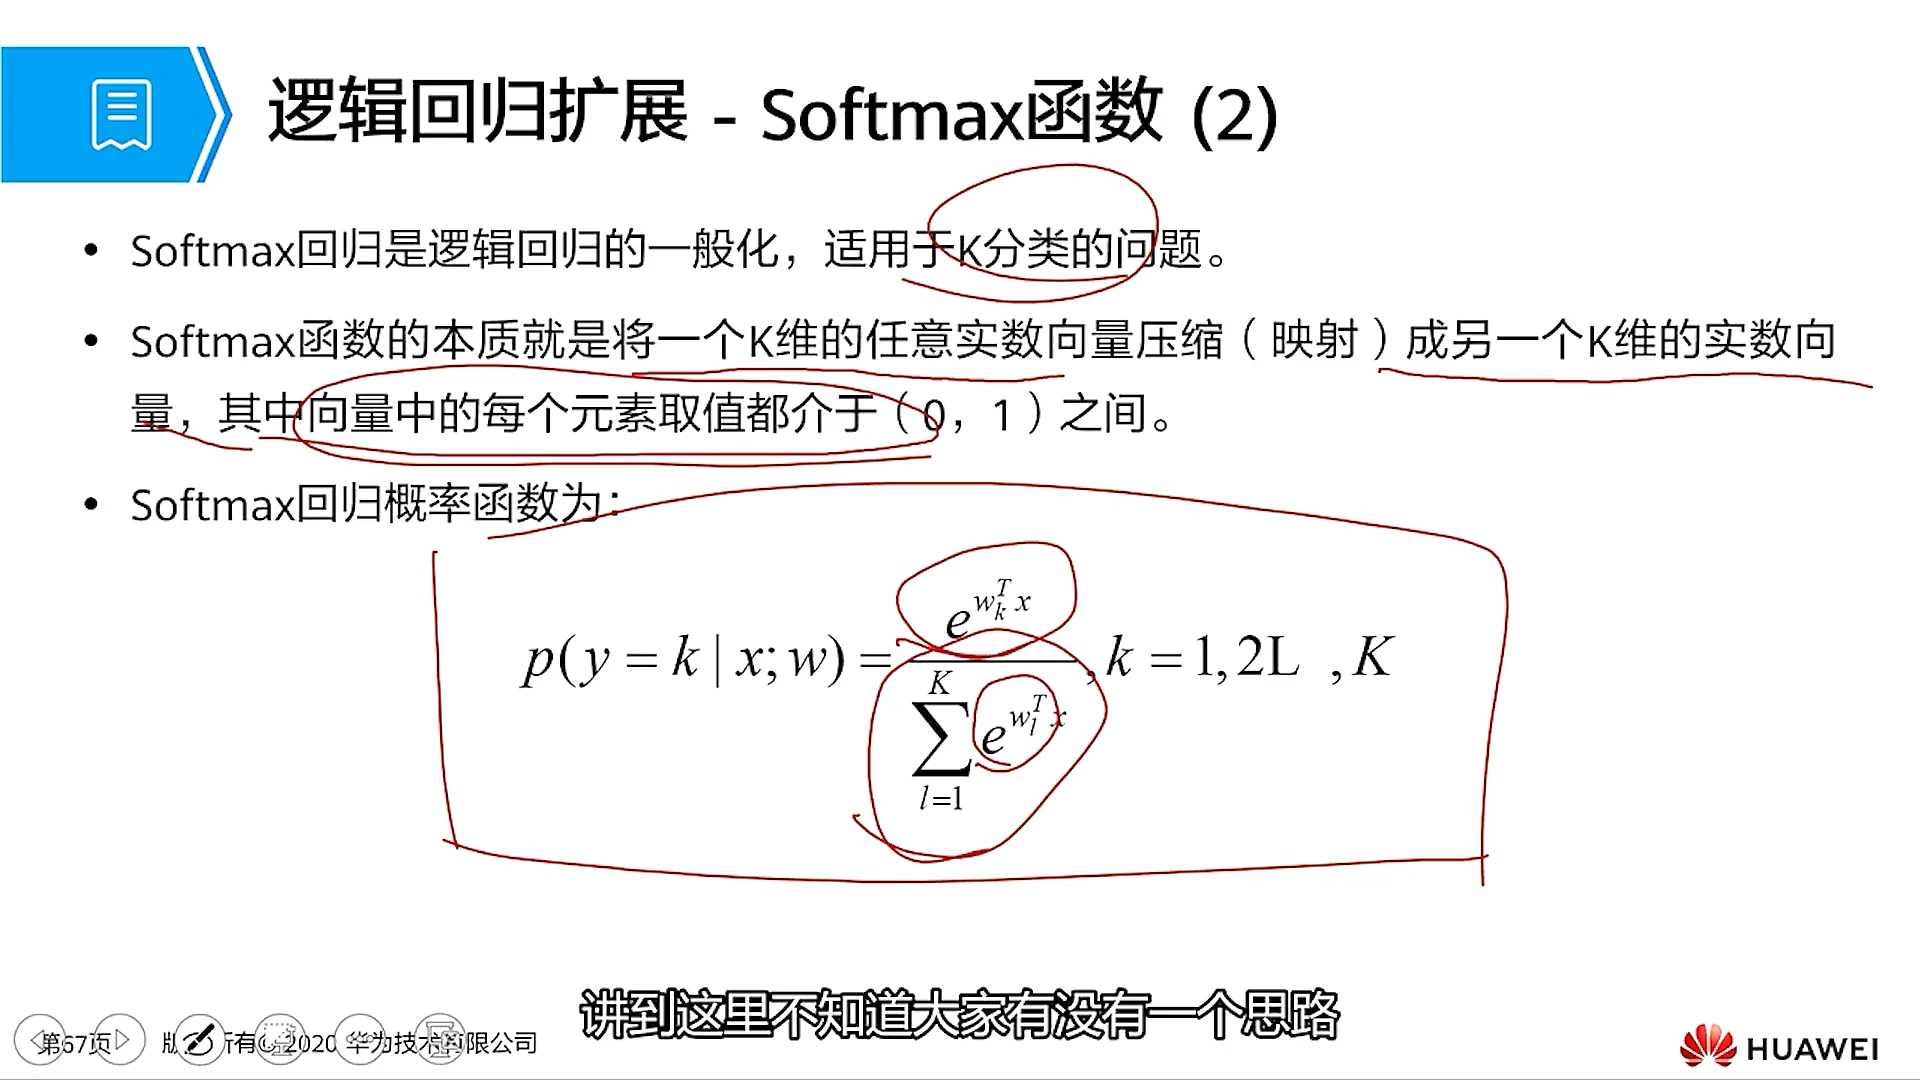 逻辑回归扩展 - Softmax函数 (2)
• Softmax回归是逻辑回归的一般化，适用于K分类的问题。
• Softmax函数的本质就是将一个K维的任意实数向量压缩（映射）成另一个K维的实数向
量，其中向量中的每个元素取值都介于（0，1）之间。
• Softmax回归概率函数为：
p(y = k | x; w) = e^{w_k^T x} / \sum_{l=1}^{K} e^{w_l^T x} , k = 1, 2L , K
讲到这里不知道大家有没有一个思路
第67页 版 所有© 2020 华为技术有限公司
HUAWEI